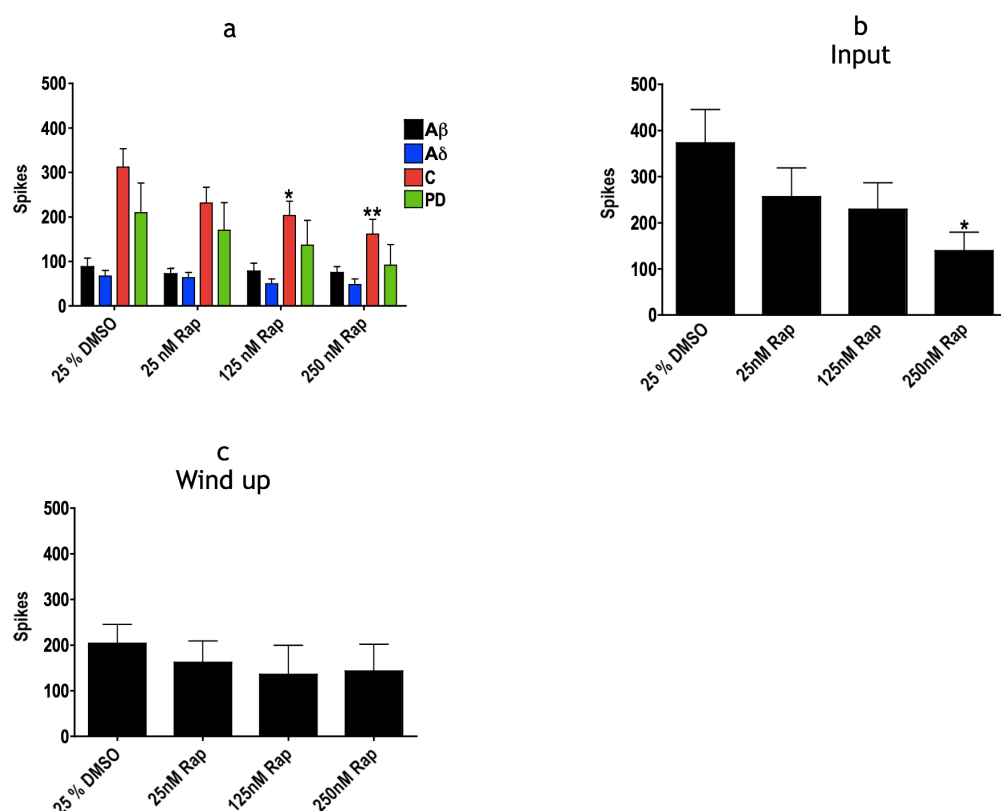 a
500
400
300
200
100
0
Spikes
Aβ
Aδ
C
PD
*
**
25 % DMSO
25 nM Rap
125 nM Rap
250 nM Rap
b
Input
500
400
300
200
100
0
Spikes
*
25 % DMSO
25nM Rap
125nM Rap
250nM Rap
c
Wind up
500
400
300
200
100
0
Spikes
25 % DMSO
25nM Rap
125nM Rap
250nM Rap